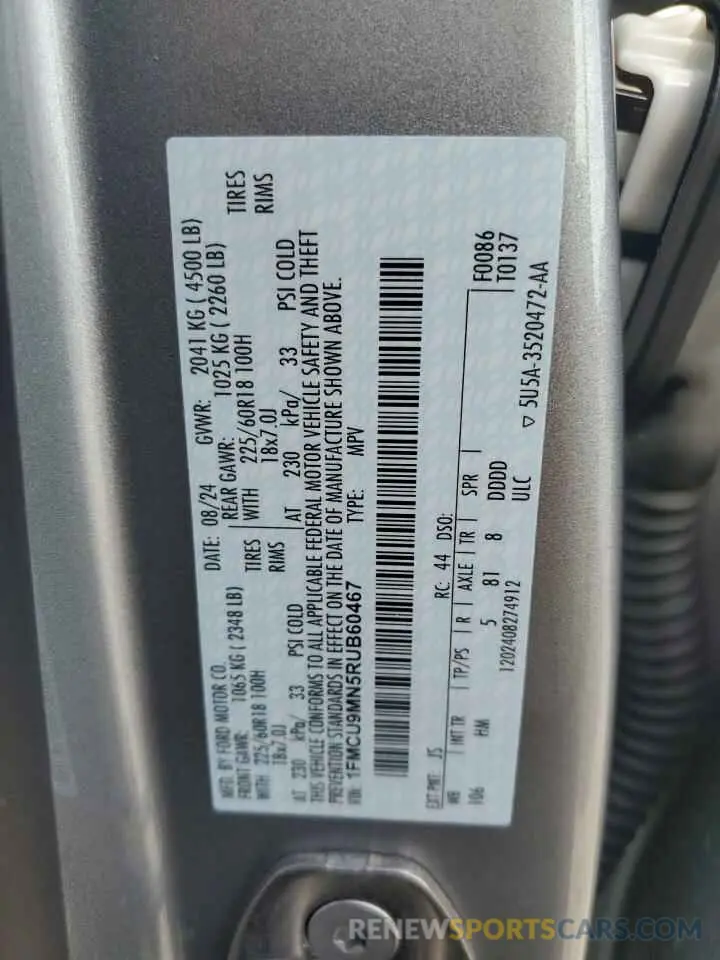 MFD. BY FORD MOTOR CO. DATE: 08/24 GVWR: 2041 KG ( 4500 LB)
FRONT GAWR: 1065 KG ( 2348 LB) REAR GAWR: 1025 KG ( 2260 LB)
WITH 225/60R18 100H TIRES WITH 225/60R18 100H TIRES
18x7.0J RIMS 18x7.0J RIMS
AT 230 kPa/ 33 PSI COLD AT 230 kPa/ 33 PSI COLD
THIS VEHICLE CONFORMS TO ALL APPLICABLE FEDERAL MOTOR VEHICLE SAFETY AND THEFT
PREVENTION STANDARDS IN EFFECT ON THE DATE OF MANUFACTURE SHOWN ABOVE.
VIN: 1FMCU9MN5RUB60467 TYPE: MPV
EXT PNT: JS RC: 44 DSO:
WB INT TR TP/PS R AXLE TR SPR F0086
106 HM 5 81 8 DDDD T0137
1202408274912 ULC
▽ 5U5A-3520472-AA
RENEWSPORTSCARS.COM